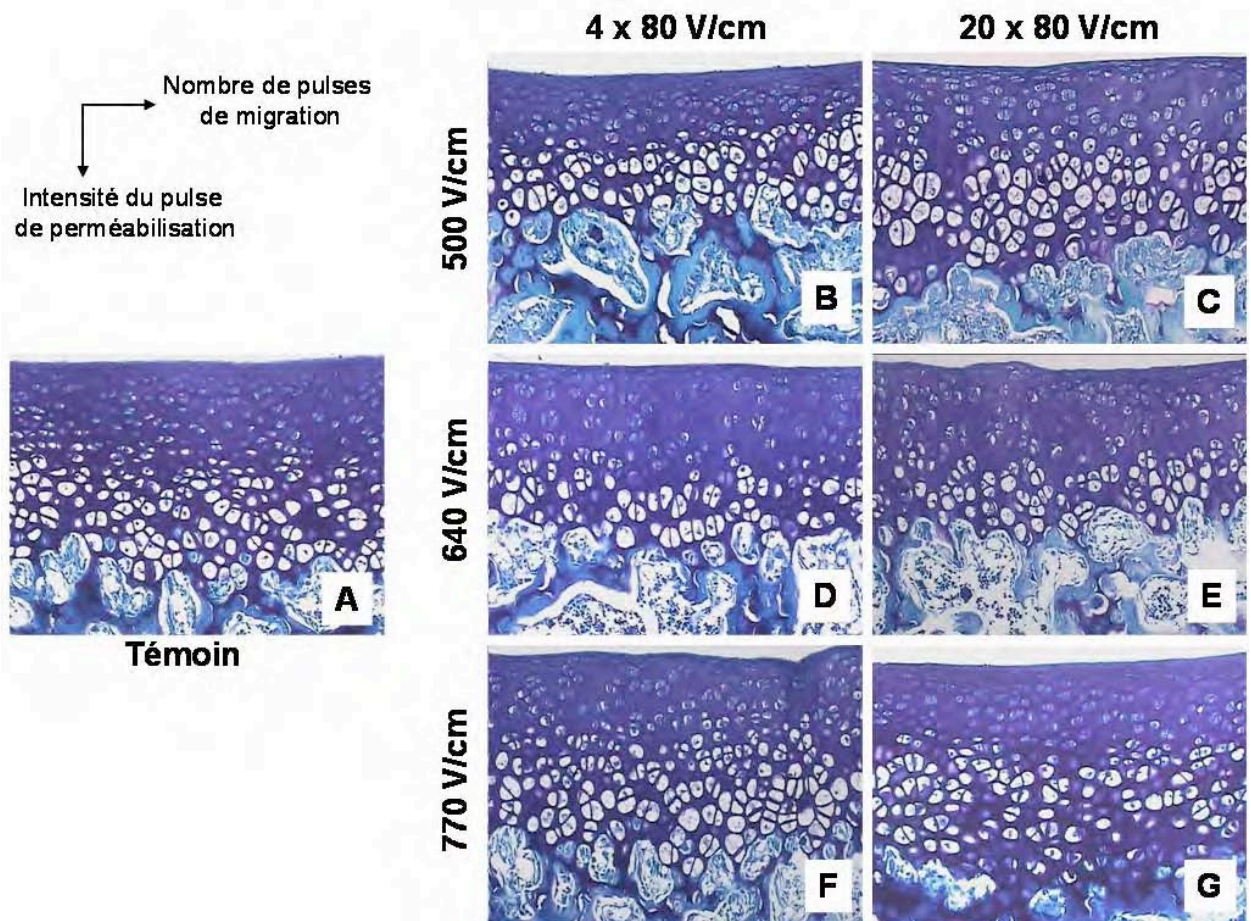 4 x 80 V/cm
20 x 80 V/cm
Nombre de pulses
de migration
Intensité du pulse
de perméabilisation
500 V/cm
B
C
640 V/cm
A
D
E
Témoin
770 V/cm
F
G